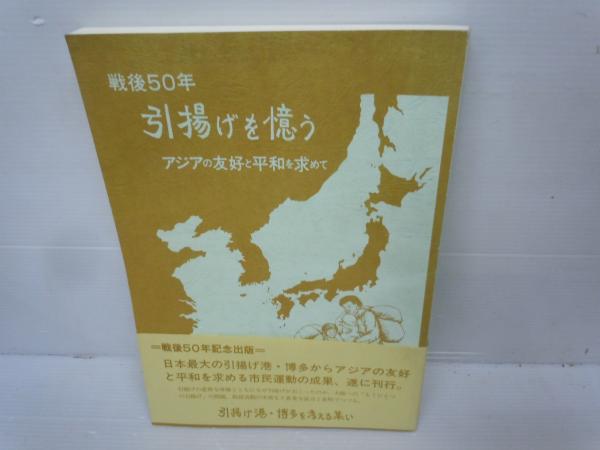 戦後50年
引揚げを憶う
アジアの友好と平和を求めて
=戦後50年記念出版=
日本最大の引揚げ港・博多からアジアの友好
と平和を求める市民運動の成果、遂に刊行。
引揚げ港・博多を考える集い